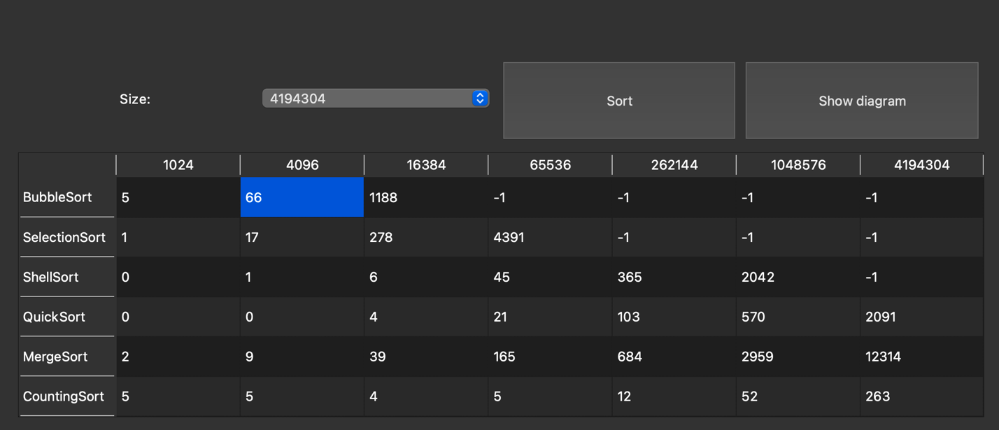 Size: 4194304 Sort Show diagram
1024 4096 16384 65536 262144 1048576 4194304
BubbleSort 5 66 1188 -1 -1 -1 -1
SelectionSort 1 17 278 4391 -1 -1 -1
ShellSort 0 1 6 45 365 2042 -1
QuickSort 0 0 4 21 103 570 2091
MergeSort 2 9 39 165 684 2959 12314
CountingSort 5 5 4 5 12 52 263